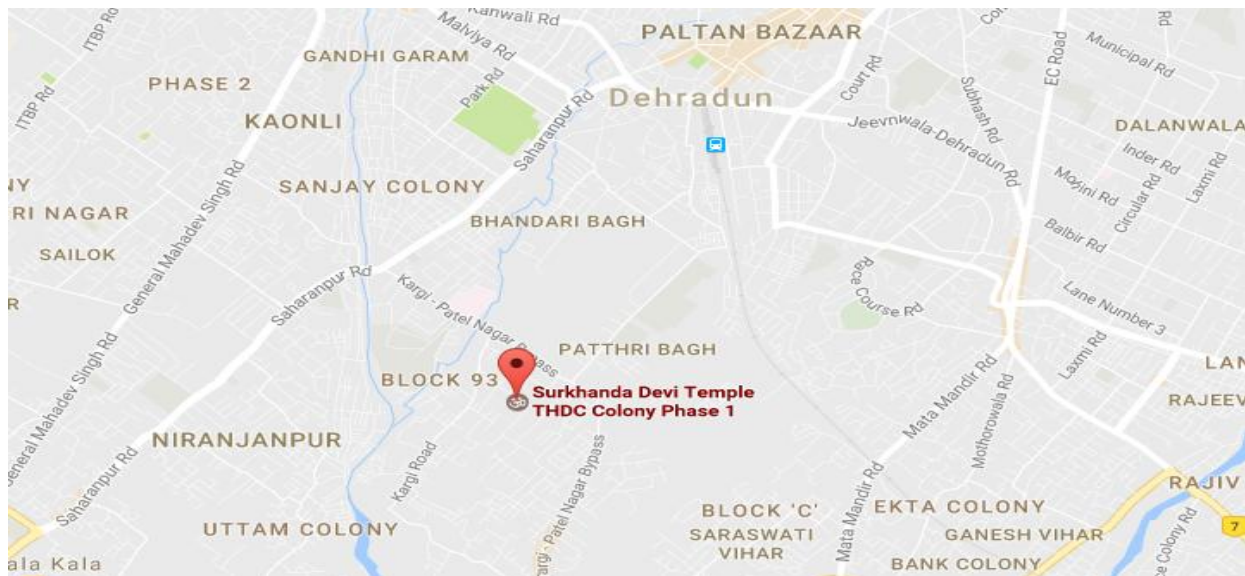 Kanwali Rd
PALTAN BAZAAR
ITBP Rd
Malviya Rd
GANDHI GARAM
Court Rd
Subhash Rd
EC Road
Municipal Rd
PHASE 2
Park Rd
Dehradun
ITBP Rd
KAONLI
Saharanpur Rd
Jeevnwala-Dehradun Rd
DALANWALA
Inder Rd
Mohini Rd
Circular Rd
Laxmi Rd
SANJAY COLONY
General Mahadev Singh Rd
RI NAGAR
BHANDARI BAGH
Balbir Rd
SAILOK
Saharanpur Rd
Kargi - Patel Nagar Bypass
Race Course Rd
Lane Number 3
PATTHRI BAGH
Laxmi Rd
BLOCK 93
Surkhanda Devi Temple
THDC Colony Phase 1
General Mahadev Singh Rd
Mata Mandir Rd
Mothorowala Rd
LAN
RAJEEV
NIRANJANPUR
Saharanpur Rd
Kargi Road
argi - Patel Nagar Bypass
RAJIV
BLOCK 'C'
SARASWATI
VIHAR
Mata Mandir Rd
EKTA COLONY
GANESH VIHAR
7
UTTAM COLONY
ala Kala
BANK COLONY
e Colony Rd